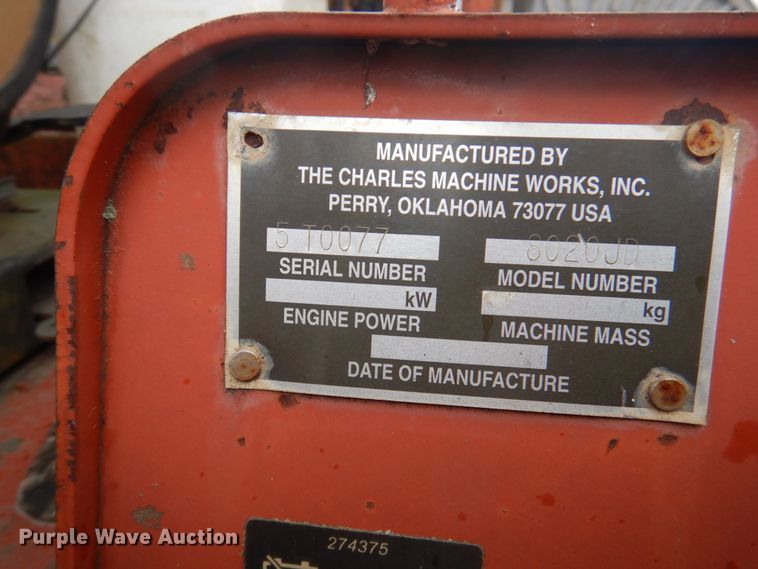 MANUFACTURED BY
THE CHARLES MACHINE WORKS, INC.
PERRY, OKLAHOMA 73077 USA
5T0077 8020JD
SERIAL NUMBER MODEL NUMBER
kW kg
ENGINE POWER MACHINE MASS
DATE OF MANUFACTURE
Purple Wave Auction®
274375